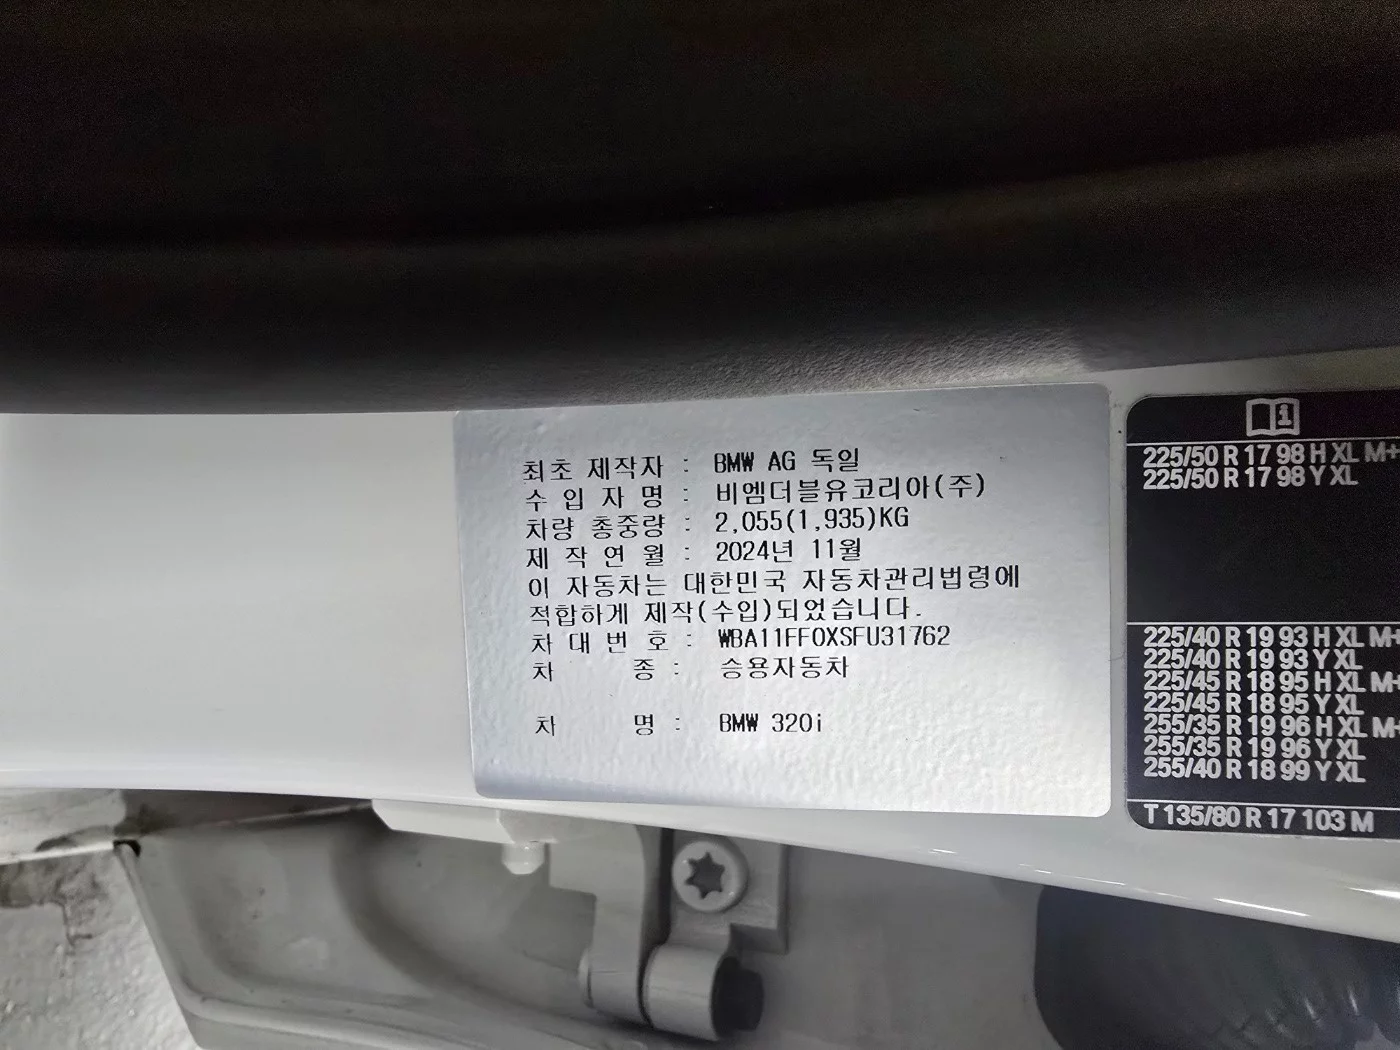 최초 제작자 : BMW AG 독일
수 입 자 명 : 비엠더블유코리아(주)
차량 총중량 : 2,055(1,935)KG
제 작 연 월 : 2024년 11월
이 자동차는 대한민국 자동차관리법령에
적합하게 제작(수입)되었습니다.
차 대 번 호 : WBA11FF0XSFU31762
차 종 : 승용자동차
차 명 : BMW 320i
i
225/50 R 17 98 H XL M+
225/50 R 17 98 Y XL
225/40 R 19 93 H XL M+
225/40 R 19 93 Y XL
225/45 R 18 95 H XL M+
225/45 R 18 95 Y XL
255/35 R 19 96 H XL M+
255/35 R 19 96 Y XL
255/40 R 18 99 Y XL
T 135/80 R 17 103 M